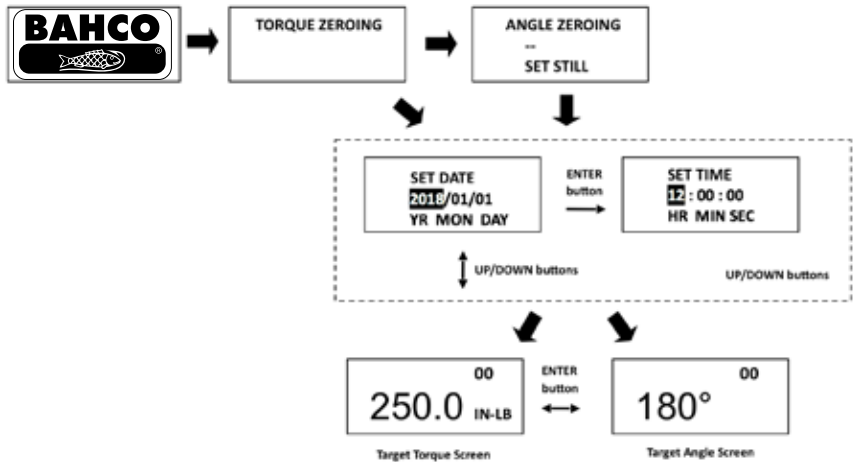 BAHCO
®
TORQUE ZEROING
ANGLE ZEROING
--
SET STILL
SET DATE
2018/01/01
YR MON DAY
ENTER
button
SET TIME
12 : 00 : 00
HR MIN SEC
UP/DOWN buttons
UP/DOWN buttons
00
250.0 IN-LB
Target Torque Screen
ENTER
button
00
180°
Target Angle Screen